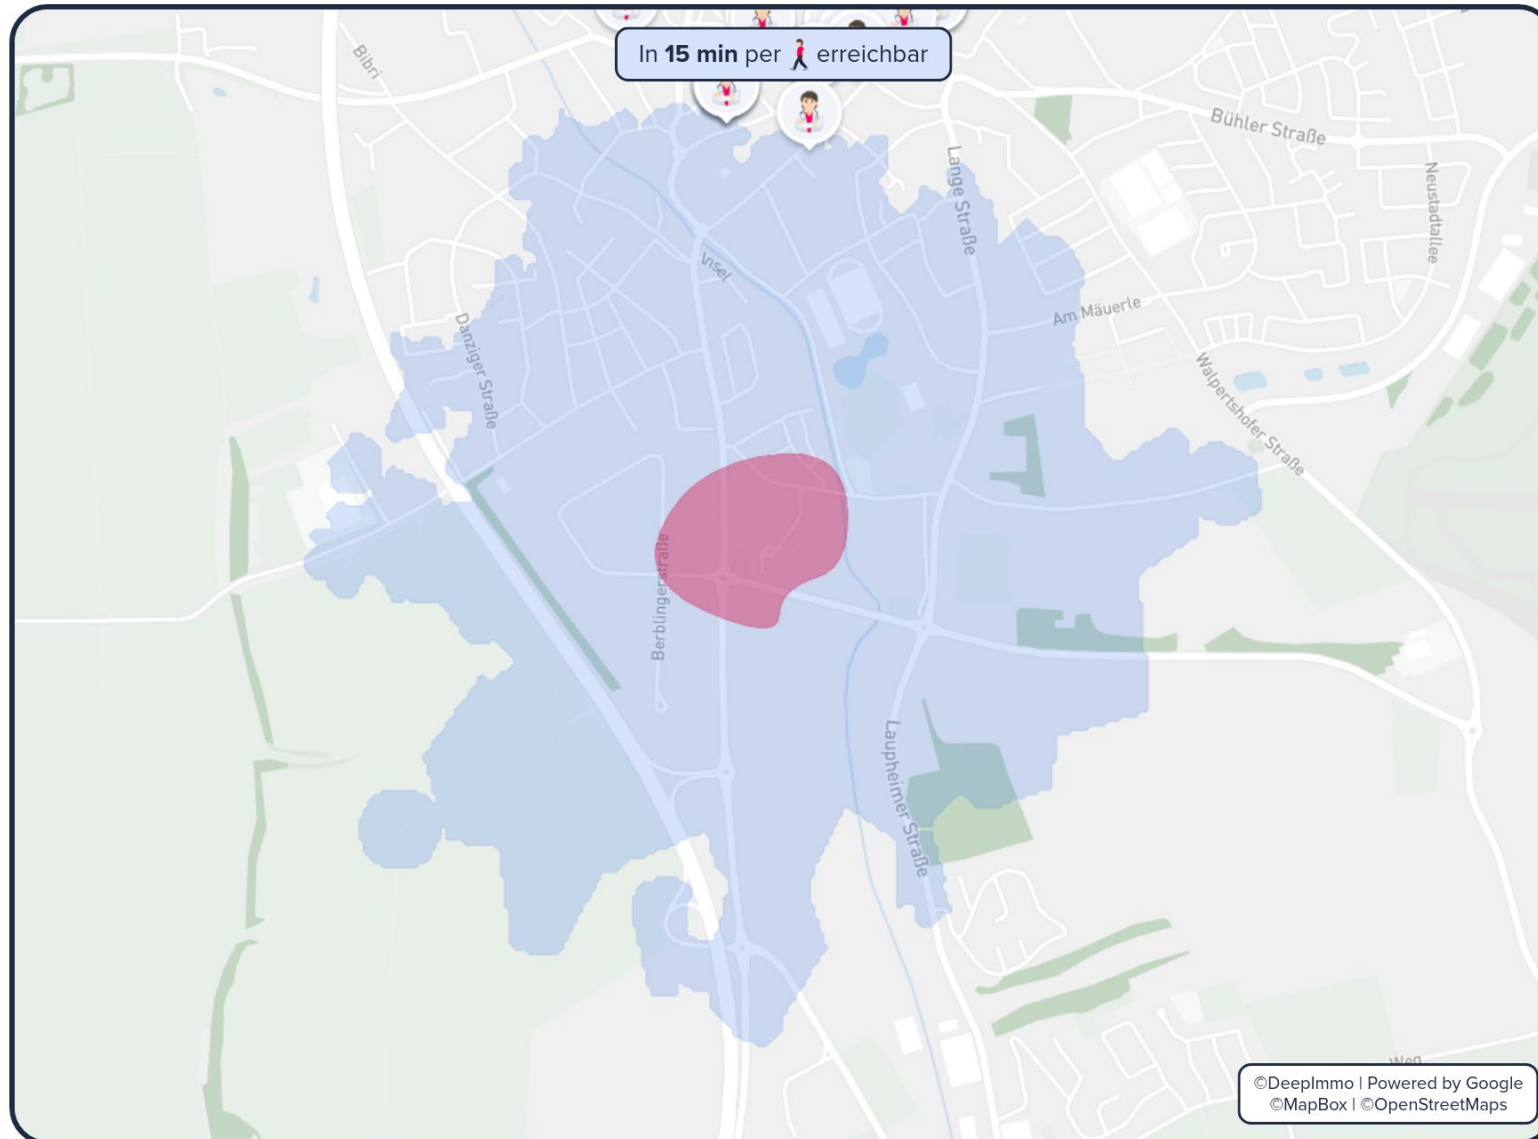 In 15 min per erreichbar
Bibri
Bühler Straße
Lange Straße
Neustadtallee
Insel
Am Mäuerle
Danziger Straße
Walpertshofer Straße
Berblingerstraße
Laupheimer Straße
Weg
©DeepImmo | Powered by Google
©MapBox | ©OpenStreetMaps